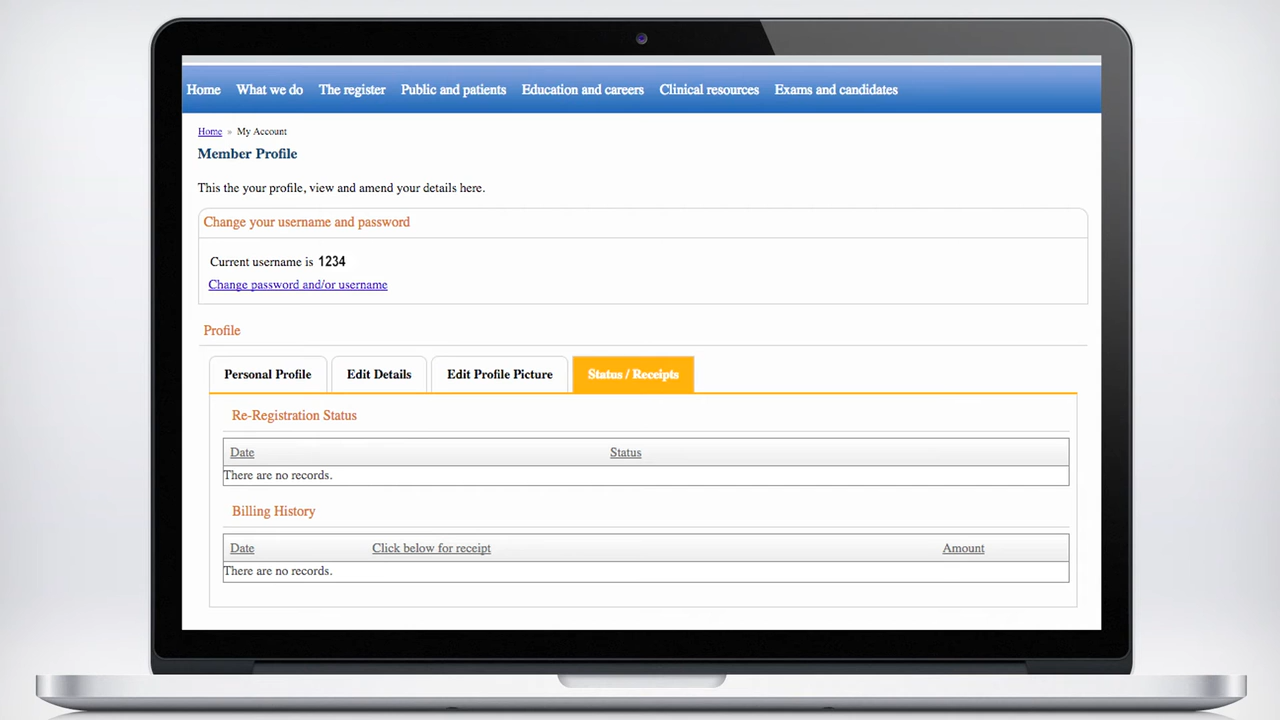 Home What we do The register Public and patients Education and careers Clinical resources Exams and candidates
Home » My Account
Member Profile
This the your profile, view and amend your details here.
Change your username and password
Current username is 1234
Change password and/or username
Profile
Personal Profile Edit Details Edit Profile Picture Status / Receipts
Re-Registration Status
Date Status
There are no records.
Billing History
Date Click below for receipt Amount
There are no records.